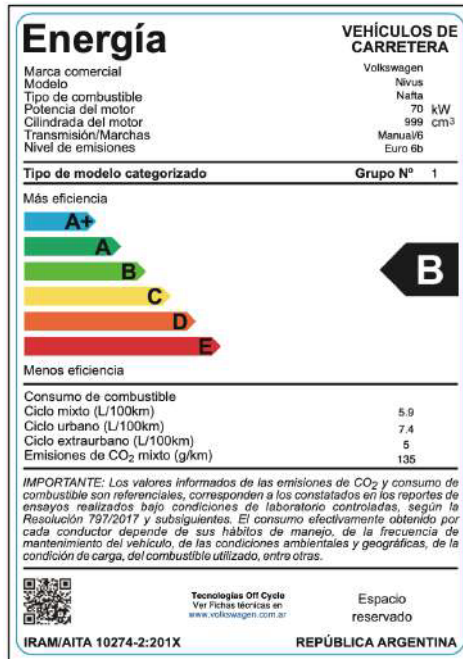 Energía
VEHÍCULOS DE
CARRETERA
Marca comercial Volkswagen
Modelo Nivus
Tipo de combustible Nafta
Potencia del motor 70 kW
Cilindrada del motor 999 cm³
Transmisión/Marchas Manual/6
Nivel de emisiones Euro 6b
Tipo de modelo categorizado Grupo Nº 1
Más eficiencia
A+
A
B
B
C
D
E
Menos eficiencia
Consumo de combustible
Ciclo mixto (L/100km) 5.9
Ciclo urbano (L/100km) 7.4
Ciclo extraurbano (L/100km) 5
Emisiones de CO₂ mixto (g/km) 135
IMPORTANTE: Los valores informados de las emisiones de CO₂ y consumo de
combustible son referenciales, corresponden a los constatados en los reportes de
ensayos realizados bajo condiciones de laboratorio controladas, según la
Resolución 797/2017 y subsiguientes. El consumo efectivamente obtenido por
cada conductor depende de sus hábitos de manejo, de la frecuencia de
mantenimiento del vehículo, de las condiciones ambientales y geográficas, de la
condición de carga, del combustible utilizado, entre otras.
Tecnologías Off Cycle
Ver Fichas técnicas en
www.volkswagen.com.ar
Espacio
reservado
IRAM/AITA 10274-2:201X REPÚBLICA ARGENTINA